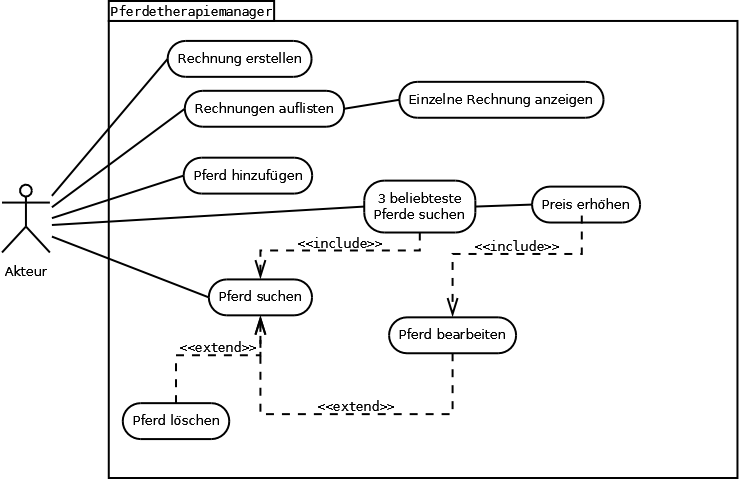 Pferdetherapiemanager
Rechnung erstellen
Rechnungen auflisten
Einzelne Rechnung anzeigen
Pferd hinzufügen
3 beliebteste
Pferde suchen
Preis erhöhen
Akteur
<<include>>
<<include>>
Pferd suchen
Pferd bearbeiten
<<extend>>
<<extend>>
Pferd löschen